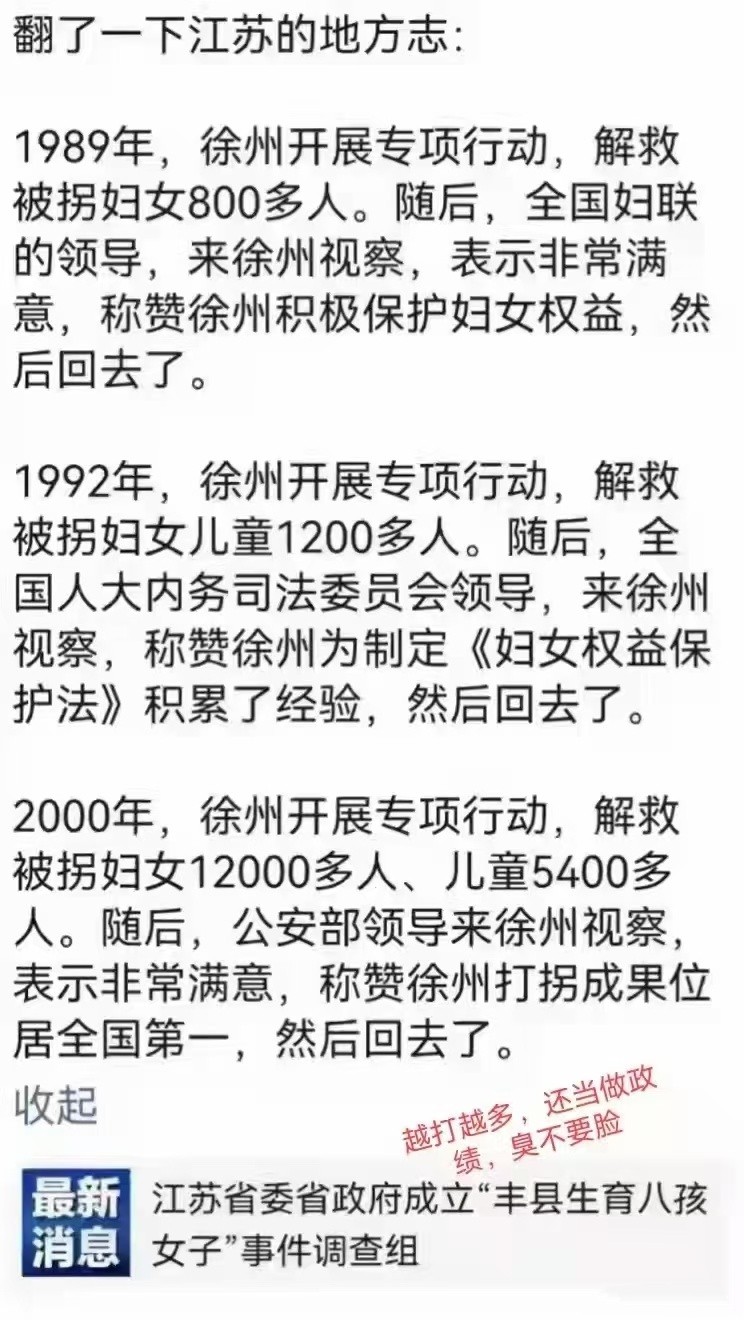 翻了一下江苏的地方志：
1989年，徐州开展专项行动，解救
被拐妇女800多人。随后，全国妇联
的领导，来徐州视察，表示非常满
意，称赞徐州积极保护妇女权益，然
后回去了。
1992年，徐州开展专项行动，解救
被拐妇女儿童1200多人。随后，全
国人大内务司法委员会领导，来徐州
视察，称赞徐州为制定《妇女权益保
护法》积累了经验，然后回去了。
2000年，徐州开展专项行动，解救
被拐妇女12000多人、儿童5400多
人。随后，公安部领导来徐州视察，
表示非常满意，称赞徐州打拐成果位
居全国第一，然后回去了。
收起
越打越多，还当做政
绩，臭不要脸
最新
消息
江苏省委省政府成立“丰县生育八孩
女子”事件调查组